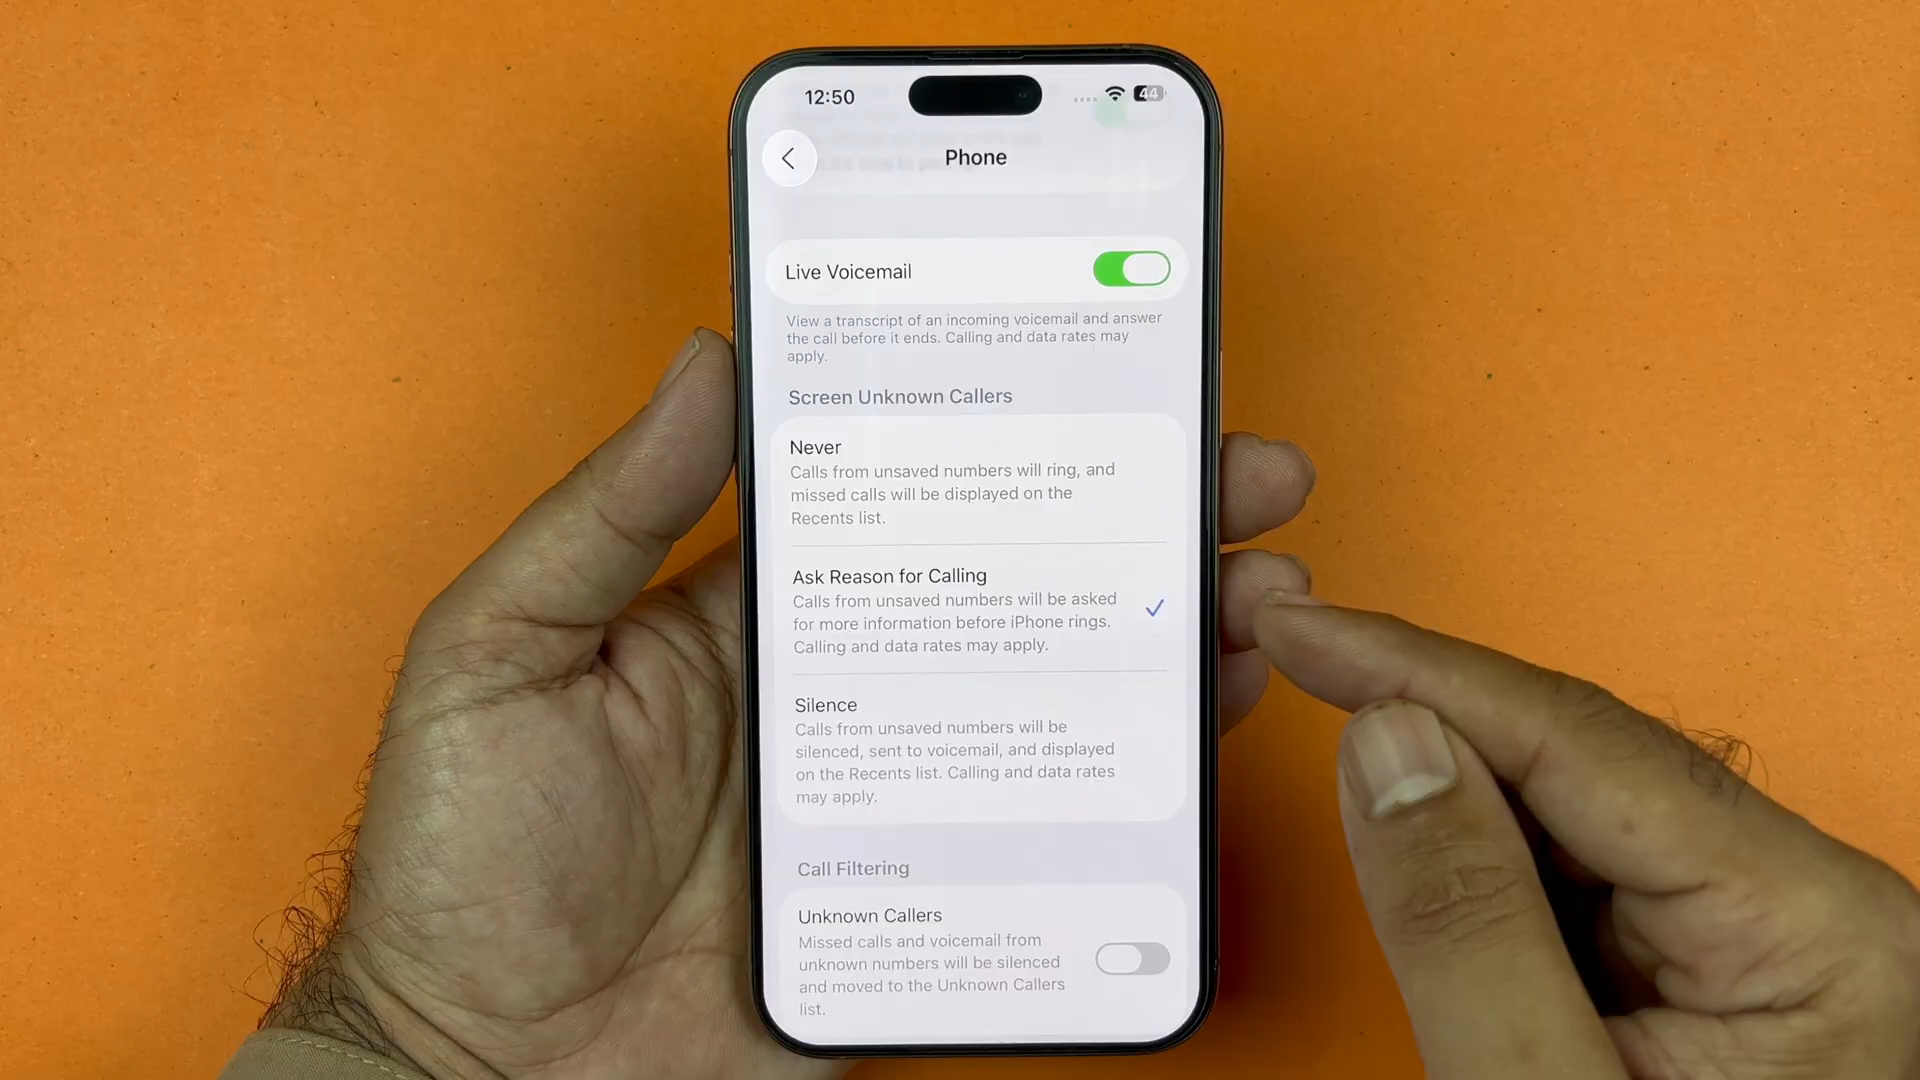 12:50
44
Phone
Live Voicemail
View a transcript of an incoming voicemail and answer
the call before it ends. Calling and data rates may
apply.
Screen Unknown Callers
Never
Calls from unsaved numbers will ring, and
missed calls will be displayed on the
Recents list.
Ask Reason for Calling
Calls from unsaved numbers will be asked
for more information before iPhone rings.
Calling and data rates may apply.
Silence
Calls from unsaved numbers will be
silenced, sent to voicemail, and displayed
on the Recents list. Calling and data rates
may apply.
Call Filtering
Unknown Callers
Missed calls and voicemail from
unknown numbers will be silenced
and moved to the Unknown Callers
list.